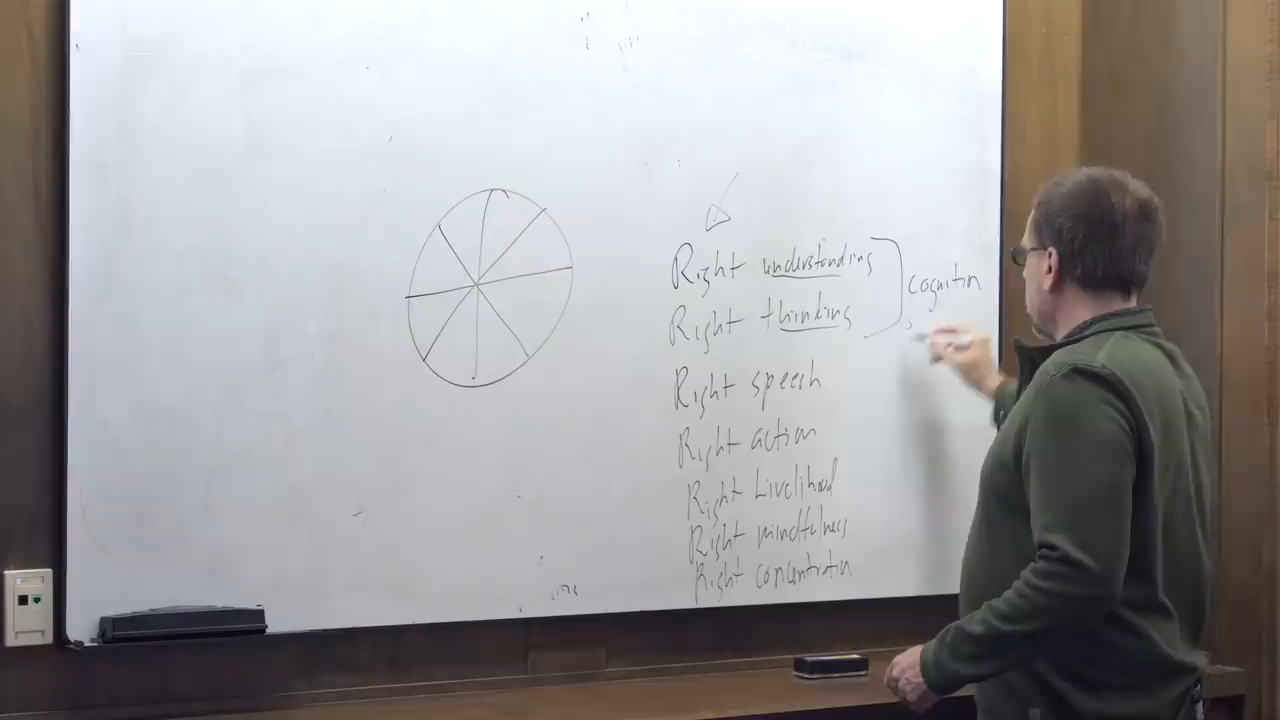 Right understanding
Right thinking
cognition
Right speech
Right action
Right Livelihood
Right mindfulness
Right concentration